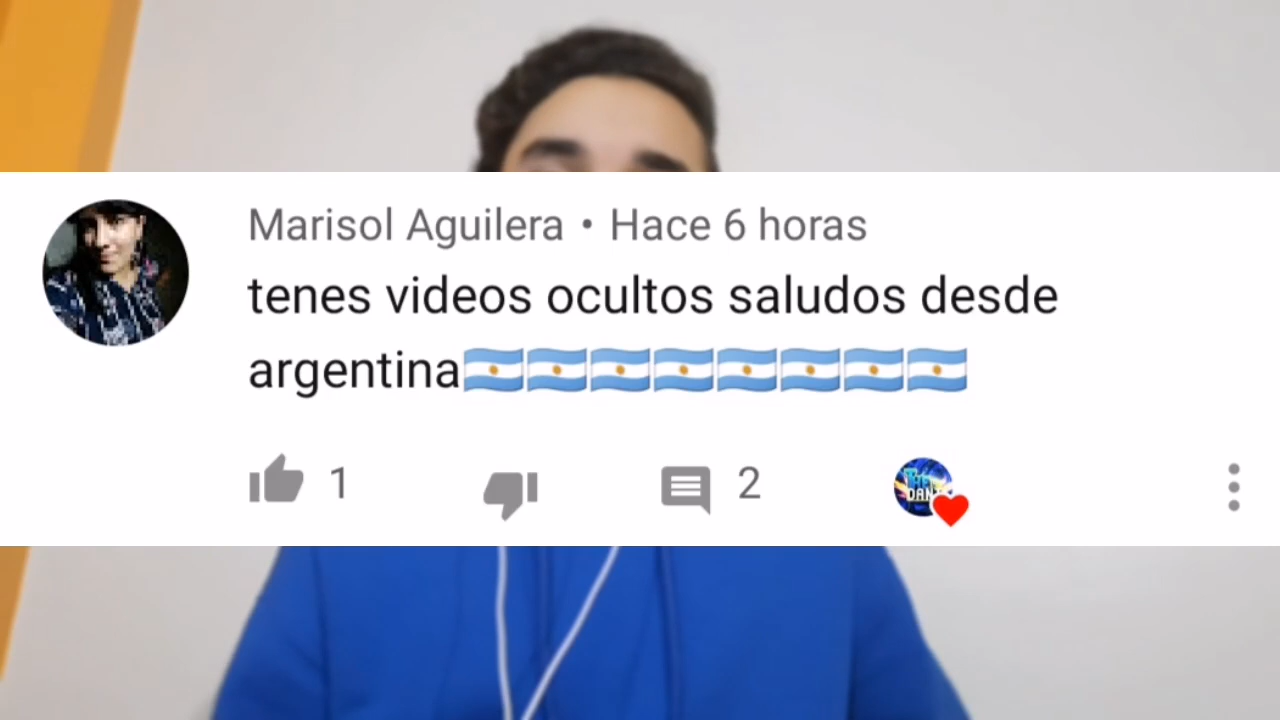 Marisol Aguilera • Hace 6 horas
tenes videos ocultos saludos desde
argentina🇦🇷🇦🇷🇦🇷🇦🇷🇦🇷🇦🇷🇦🇷🇦🇷
1 2